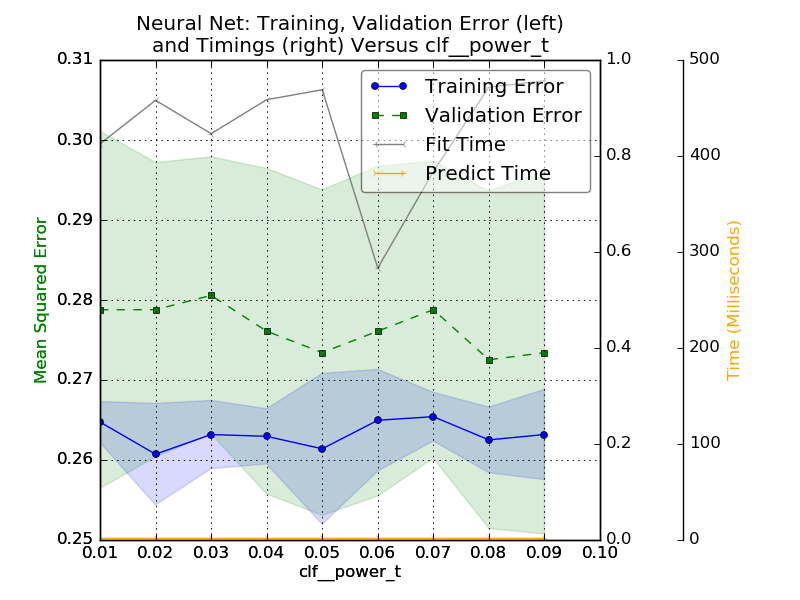 Neural Net: Training, Validation Error (left)
and Timings (right) Versus clf__power_t
Training Error
Validation Error
Fit Time
Predict Time
Mean Squared Error
0.31
0.30
0.29
0.28
0.27
0.26
0.25
0.01 0.02 0.03 0.04 0.05 0.06 0.07 0.08 0.09 0.10
clf__power_t
1.0
0.8
0.6
0.4
0.2
0.0
500
400
300
200
100
0
Time (Milliseconds)